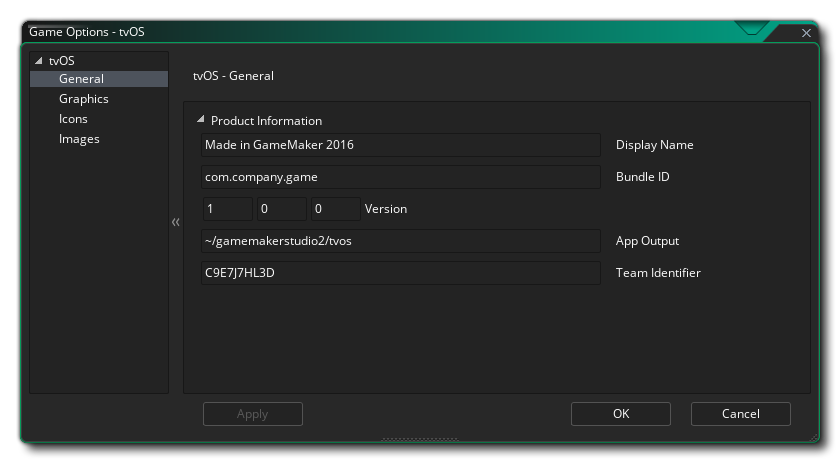 Game Options - tvOS
tvOS
General
Graphics
Icons
Images
tvOS - General
Product Information
Made in GameMaker 2016 Display Name
com.company.game Bundle ID
1 0 0 Version
~/gamemakerstudio2/tvos App Output
C9E7J7HL3D Team Identifier
Apply OK Cancel